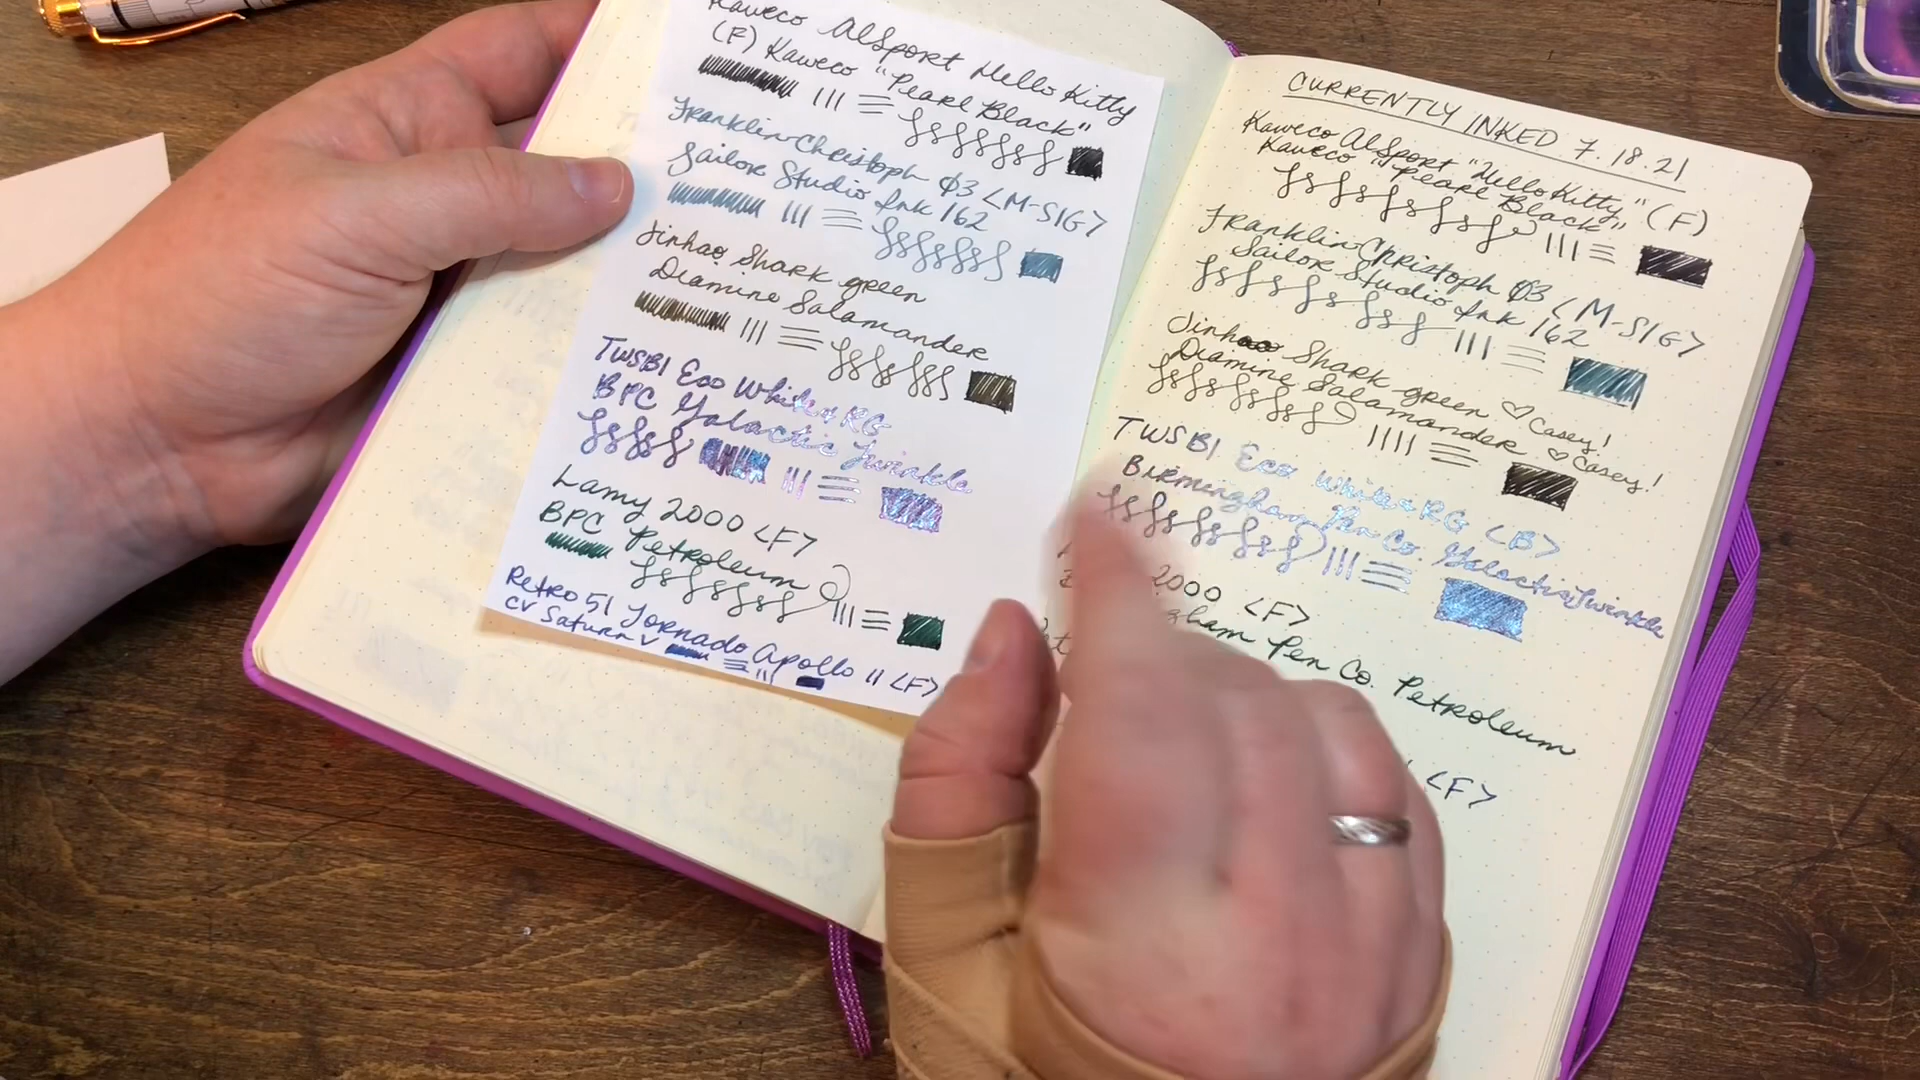 Kaweco AlSport Hello Kitty
(F) Kaweco "Pearl Black"
Franklin-Christoph 03 <M-SIG>
Sailor Studio Ink 162
Jinhao Shark green
Diamine Salamander
TWSBI Eco White & RG
BPC Galactic Twinkle
Lamy 2000 <F>
BPC Petroleum
Retro 51 Tornado Apollo 11 <F>
CV Saturn V
CURRENTLY INKED 7.18.21
Kaweco AlSport "Hello Kitty" (F)
Kaweco "Pearl Black"
Franklin-Christoph 03 <M-SIG>
Sailor Studio Ink 162
Jinhao Shark green ♡ Casey!
Diamine Salamander ♡ Casey!
TWSBI Eco White & RG <B>
Birmingham Pen Co. Galactic Twinkle
2000 <F>
Pen Co. Petroleum
<F>